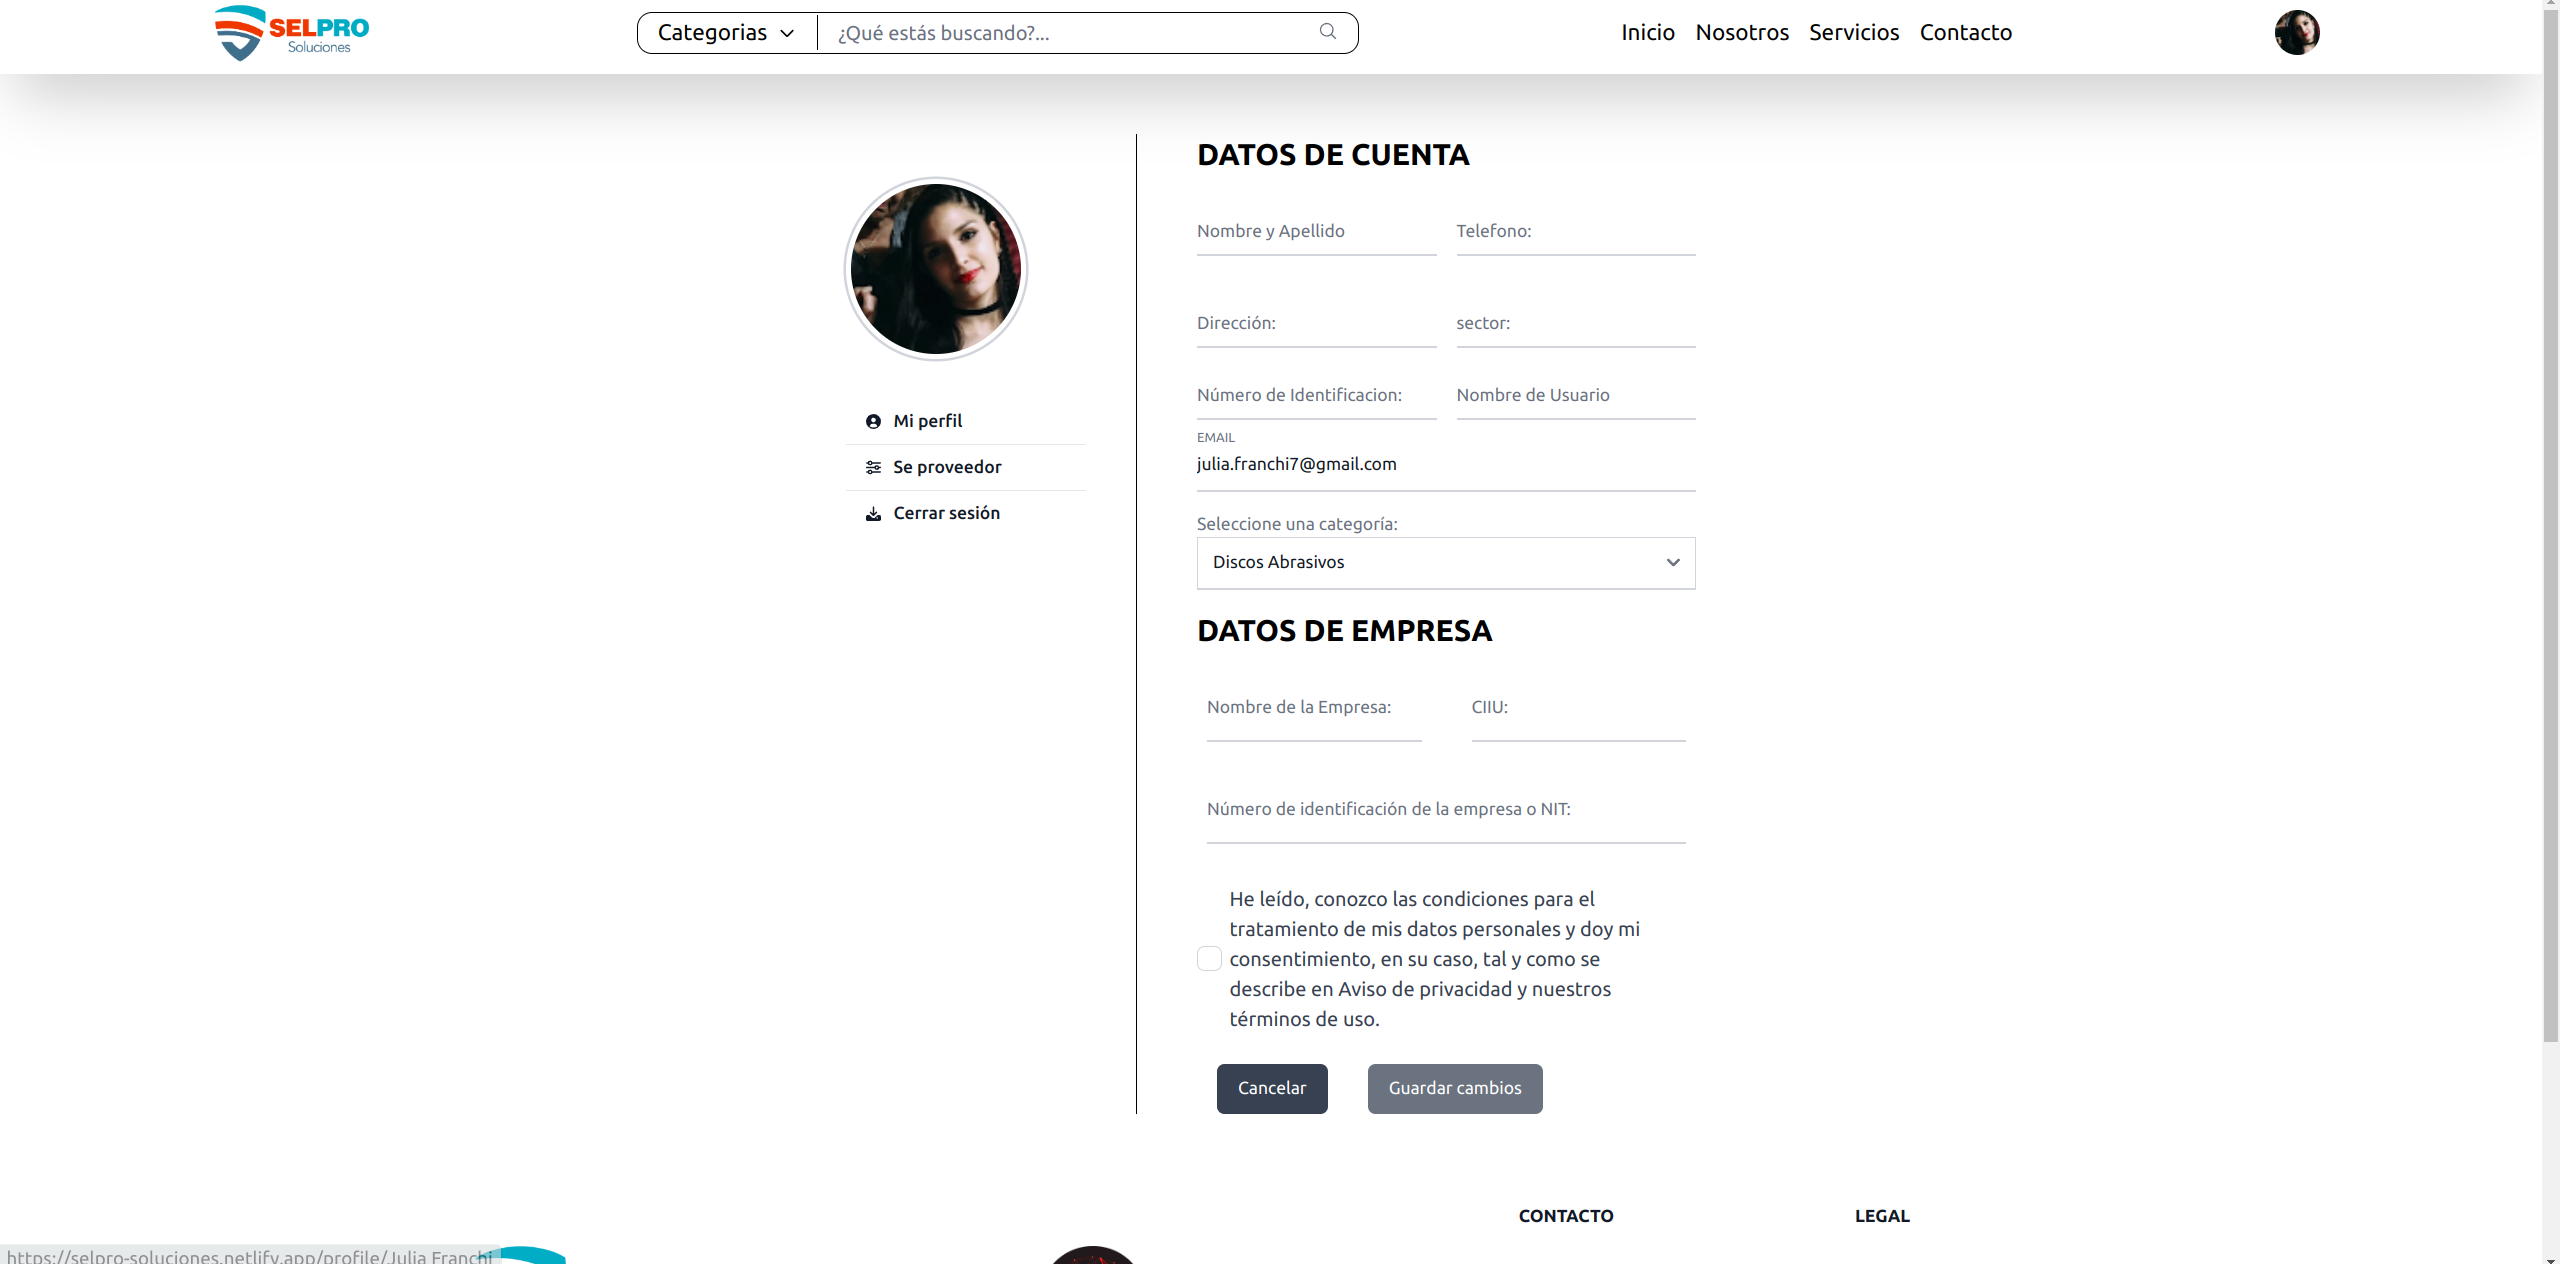 SELPRO
Soluciones
Categorias
¿Qué estás buscando?...
Inicio Nosotros Servicios Contacto
Mi perfil
Se proveedor
Cerrar sesión
DATOS DE CUENTA
Nombre y Apellido Telefono:
Dirección: sector:
Número de Identificacion: Nombre de Usuario
EMAIL
julia.franchi7@gmail.com
Seleccione una categoría:
Discos Abrasivos
DATOS DE EMPRESA
Nombre de la Empresa: CIIU:
Número de identificación de la empresa o NIT:
He leído, conozco las condiciones para el
tratamiento de mis datos personales y doy mi
consentimiento, en su caso, tal y como se
describe en Aviso de privacidad y nuestros
términos de uso.
Cancelar Guardar cambios
CONTACTO LEGAL
https://selpro-soluciones.netlify.app/profile/Julia Franchi